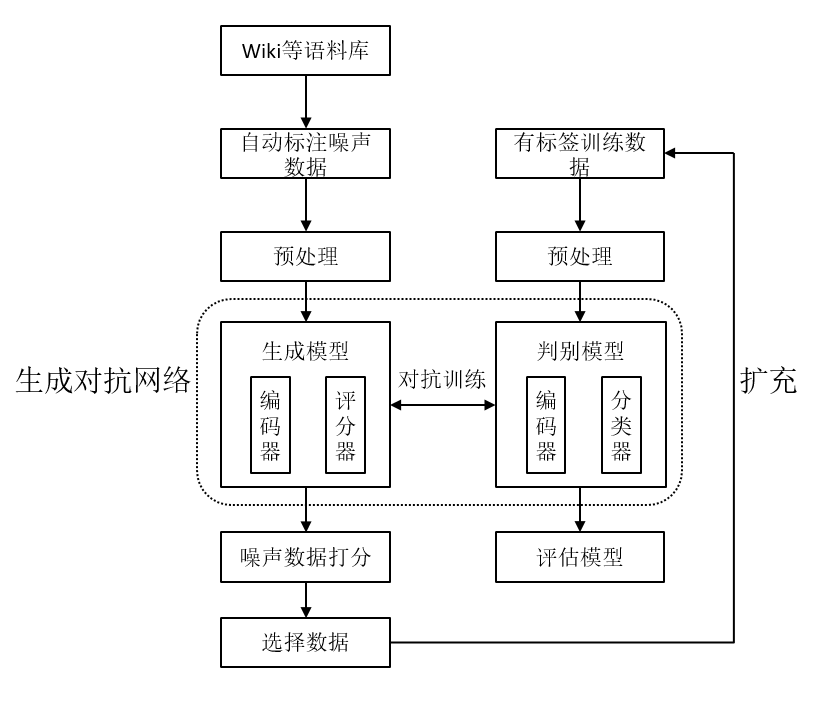 Wiki等语料库
自动标注噪声
数据
有标签训练数
据
预处理
预处理
生成对抗网络
生成模型
编
码
器
评
分
器
对抗训练
判别模型
编
码
器
分
类
器
扩充
噪声数据打分
评估模型
选择数据